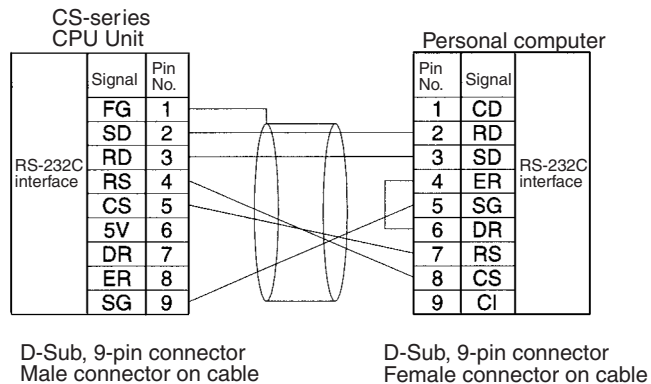 CS-series
CPU Unit
Personal computer
Signal Pin No. Pin No. Signal
FG 1 1 CD
SD 2 2 RD
RD 3 3 SD
RS 4 4 ER
CS 5 5 SG
5V 6 6 DR
DR 7 7 RS
ER 8 8 CS
SG 9 9 CI
RS-232C interface RS-232C interface
D-Sub, 9-pin connector D-Sub, 9-pin connector
Male connector on cable Female connector on cable